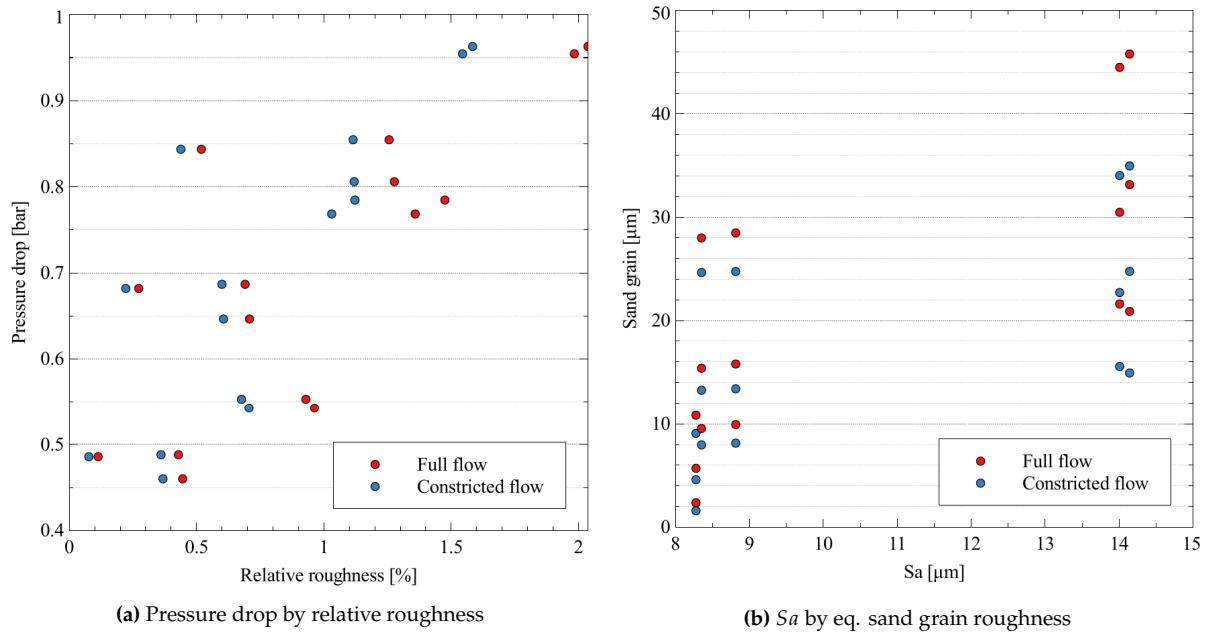 1
0.9
0.8
0.7
0.6
0.5
0.4
Pressure drop [bar]
0 0.5 1 1.5 2
Relative roughness [%]
Full flow
Constricted flow
(a) Pressure drop by relative roughness
50
40
30
20
10
0
Sand grain [µm]
8 9 10 11 12 13 14 15
Sa [µm]
Full flow
Constricted flow
(b) Sa by eq. sand grain roughness